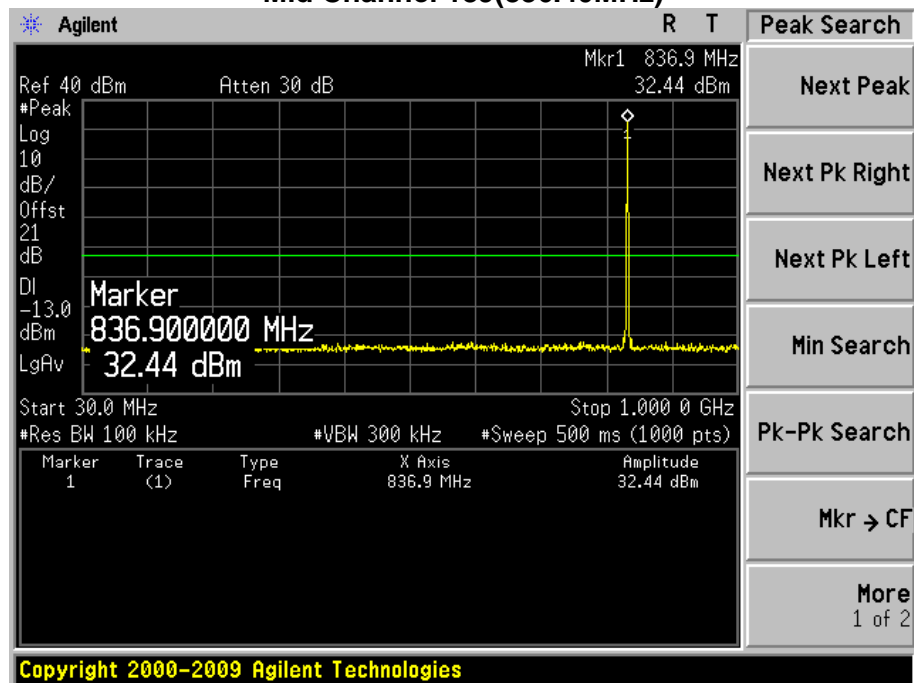 Agilent R T Peak Search
Mkr1 836.9 MHz
Ref 40 dBm Atten 30 dB 32.44 dBm
#Peak
Log
10
dB/
Offst
21
dB
DI
-13.0
dBm
LgAv
1
Marker
836.900000 MHz
32.44 dBm
Start 30.0 MHz Stop 1.000 0 GHz
#Res BW 100 kHz #VBW 300 kHz #Sweep 500 ms (1000 pts)
Marker Trace Type X Axis Amplitude
1 (1) Freq 836.9 MHz 32.44 dBm
Next Peak
Next Pk Right
Next Pk Left
Min Search
Pk-Pk Search
Mkr → CF
More
1 of 2
Copyright 2000-2009 Agilent Technologies